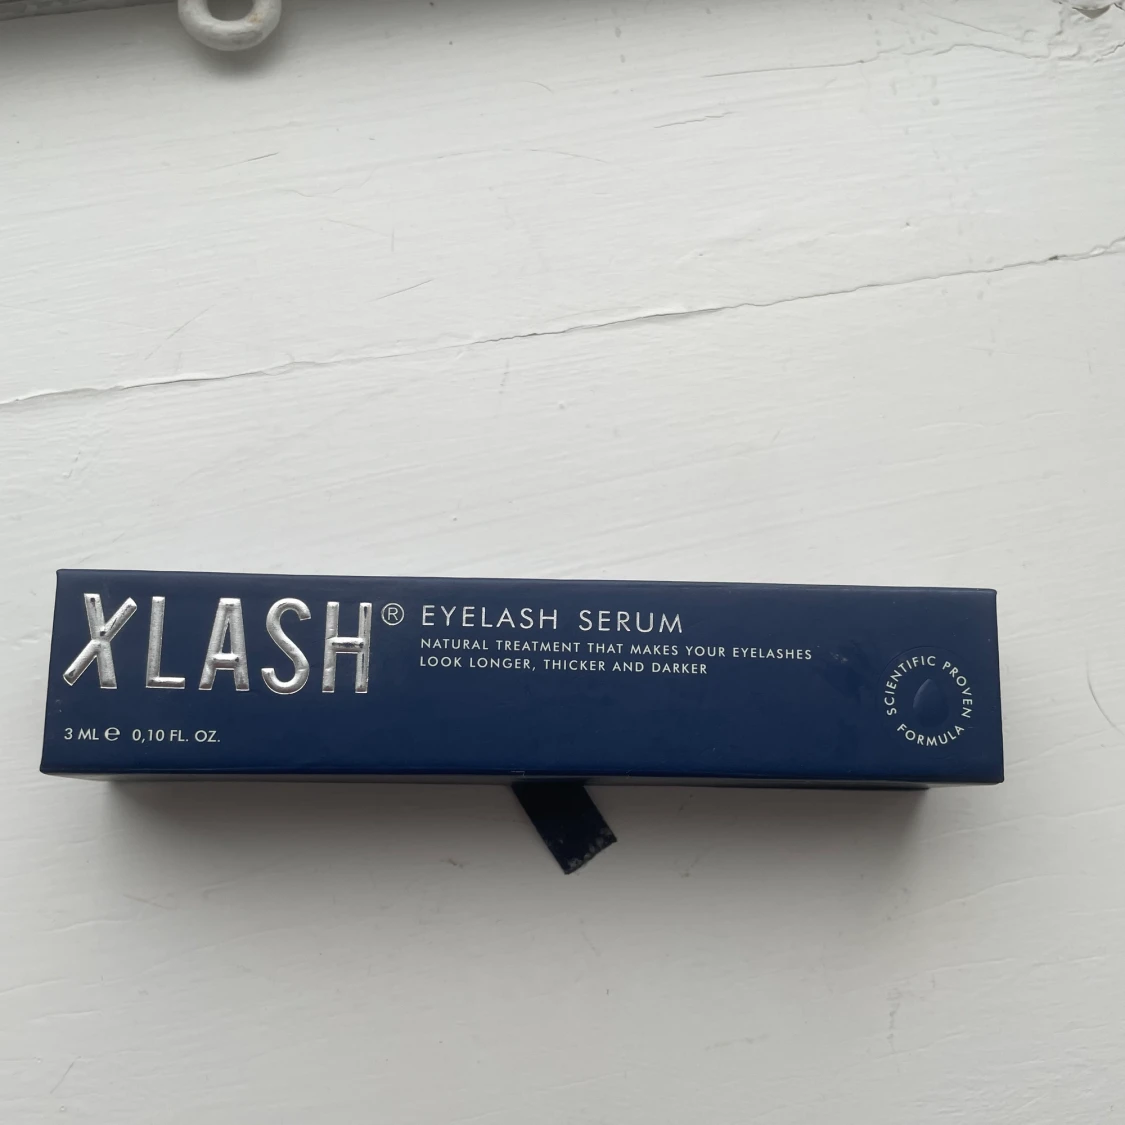 XLASH®
EYELASH SERUM
NATURAL TREATMENT THAT MAKES YOUR EYELASHES
LOOK LONGER, THICKER AND DARKER
3 ML ℮ 0,10 FL. OZ.
SCIENTIFIC PROVEN
FORMULA